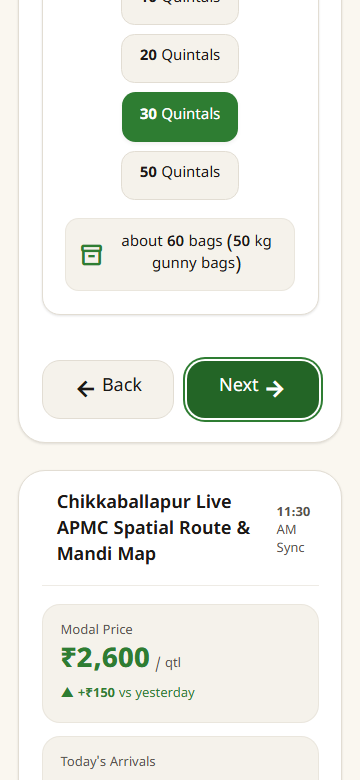 20 Quintals
30 Quintals
50 Quintals
about 60 bags (50 kg
gunny bags)
← Back
Next →
Chikkaballapur Live
APMC Spatial Route &
Mandi Map
11:30
AM
Sync
Modal Price
₹2,600 / qtl
▲ +₹150 vs yesterday
Today's Arrivals